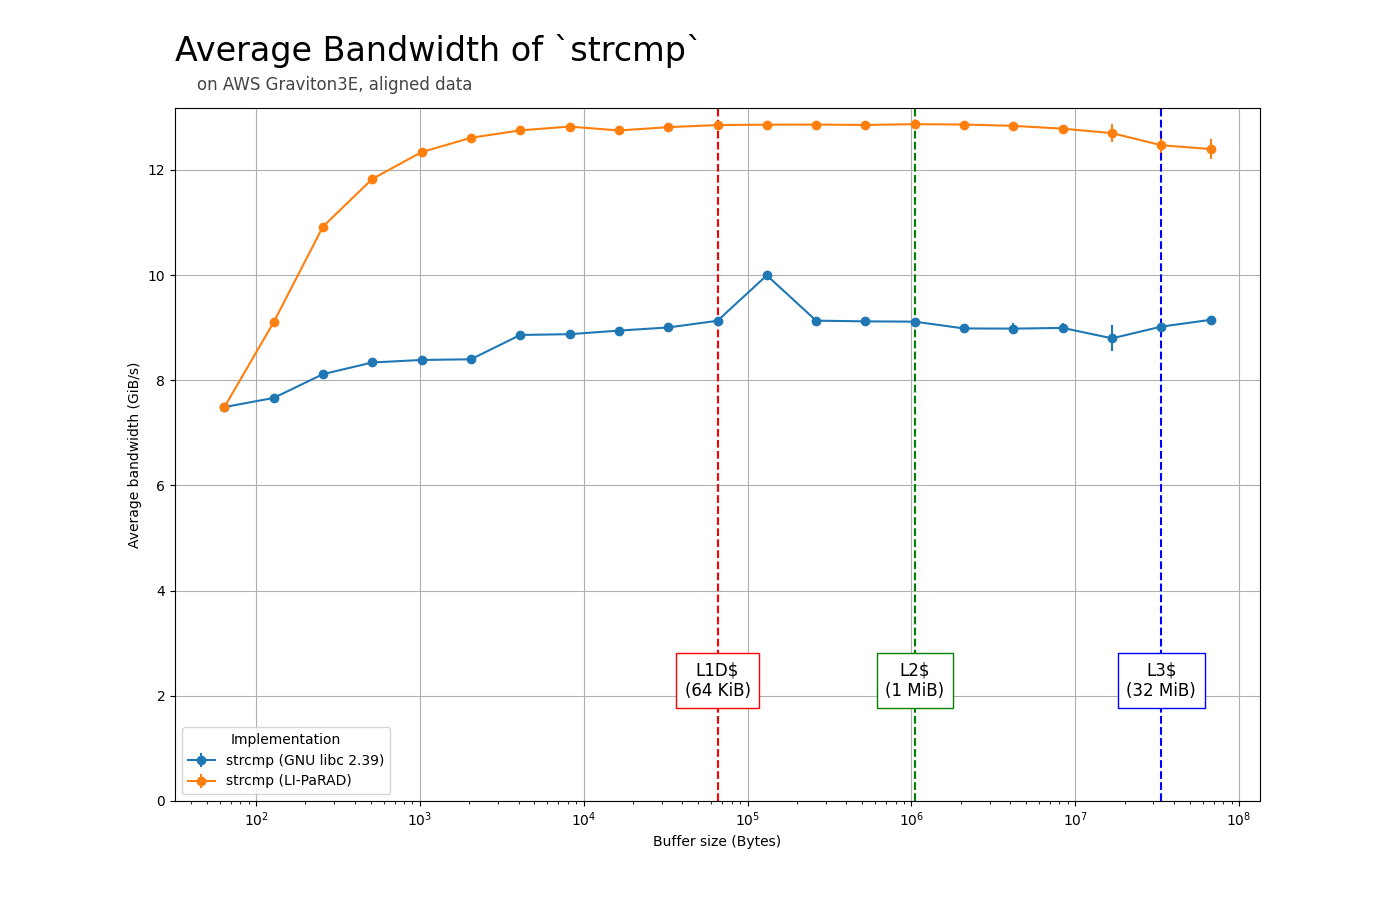 Average Bandwidth of `strcmp`
on AWS Graviton3E, aligned data
Average bandwidth (GiB/s)
12
10
8
6
4
2
0
L1D$
(64 KiB)
L2$
(1 MiB)
L3$
(32 MiB)
Implementation
strcmp (GNU libc 2.39)
strcmp (LI-PaRAD)
10² 10³ 10⁴ 10⁵ 10⁶ 10⁷ 10⁸
Buffer size (Bytes)